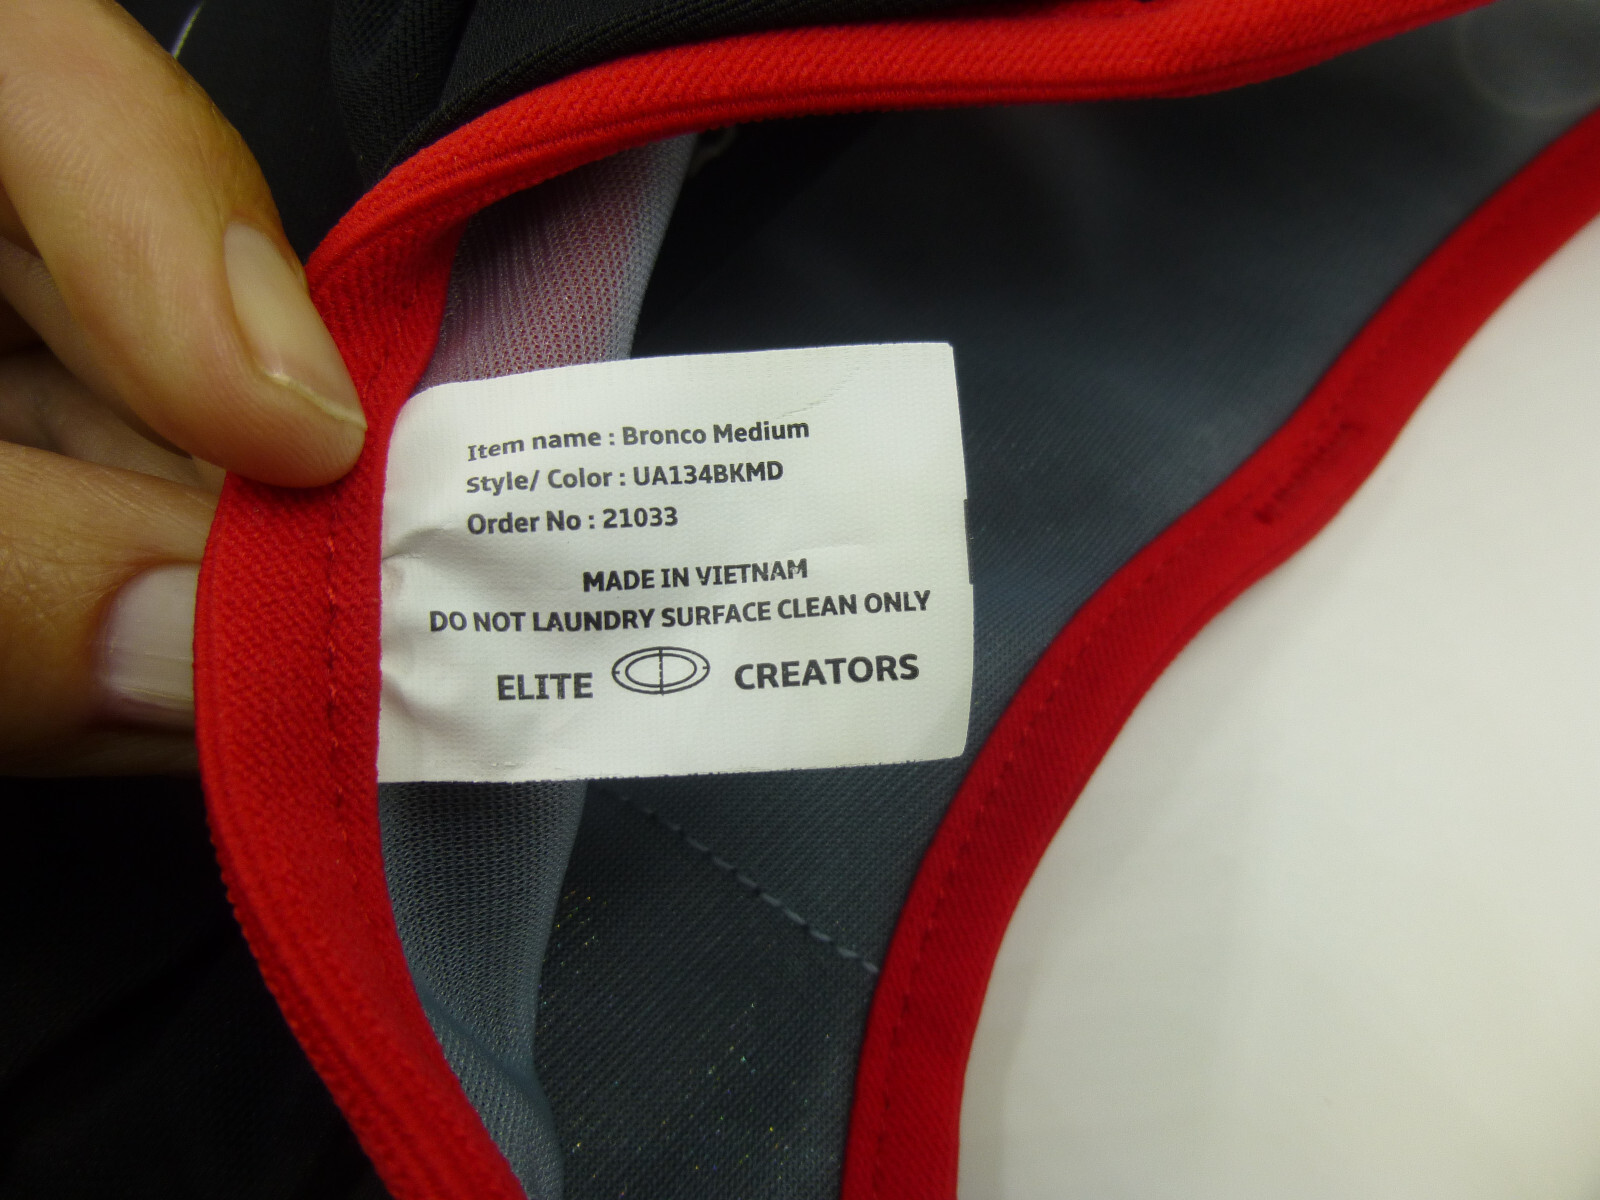 Item name : Bronco Medium
Style/ Color : UA134BKMD
Order No : 21033
MADE IN VIETNAM
DO NOT LAUNDRY SURFACE CLEAN ONLY
ELITE CREATORS